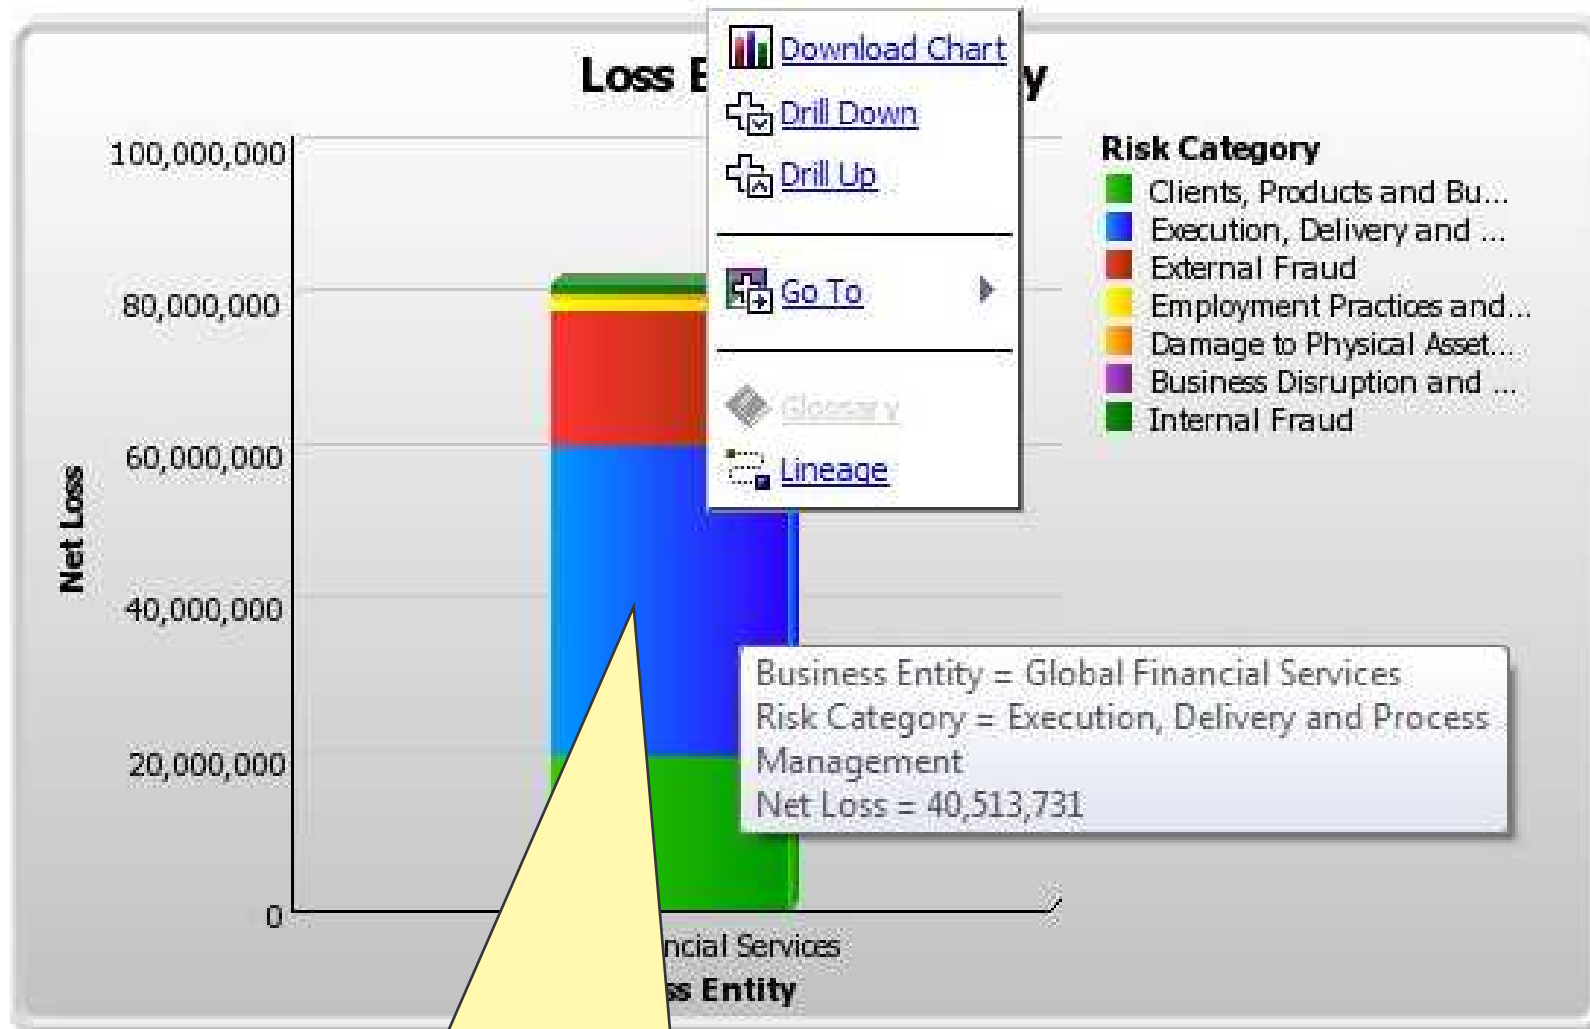 Loss E
y
Download Chart
Drill Down
Drill Up
Go To
Glossary
Lineage
100,000,000
80,000,000
60,000,000
40,000,000
20,000,000
0
Net Loss
Risk Category
Clients, Products and Bu...
Execution, Delivery and ...
External Fraud
Employment Practices and...
Damage to Physical Asset...
Business Disruption and ...
Internal Fraud
Business Entity = Global Financial Services
Risk Category = Execution, Delivery and Process
Management
Net Loss = 40,513,731
ncial Services
ss Entity